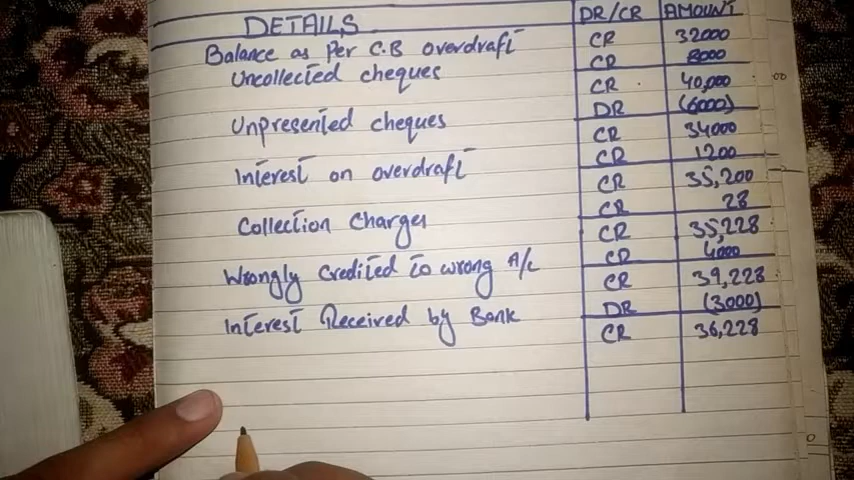 DETAILS DR/CR AMOUNT
Balance as Per C.B overdraft CR 32000
Uncollected cheques CR 8000
CR 40,000
Unpresented cheques DR (6000)
CR 34000
Interest on overdraft CR 1200
CR 35,200
Collection Charges CR 28
CR 35,228
Wrongly Credited to wrong A/c CR 4000
CR 39,228
Interest Received by Bank DR (3000)
CR 36,228